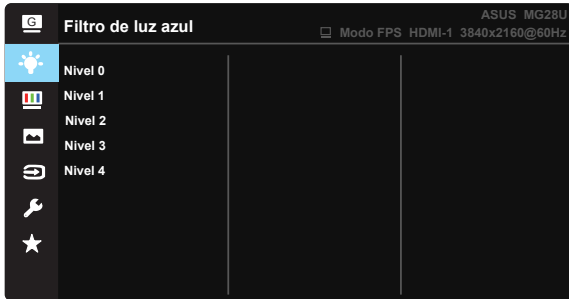 G
Filtro de luz azul
ASUS MG28U
Modo FPS HDMI-1 3840x2160@60Hz
Nivel 0
Nivel 1
Nivel 2
Nivel 3
Nivel 4